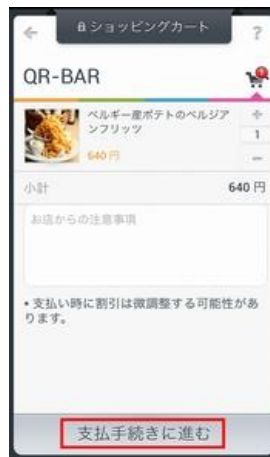 ショッピングカート
?
QR-BAR
ベルギー産ポテトのベルジア
ンフリッツ
+
1
640 円
-
小計 640 円
お店からの注意事項
• 支払い時に割引は微調整する可能性があ
ります。
支払手続きに進む